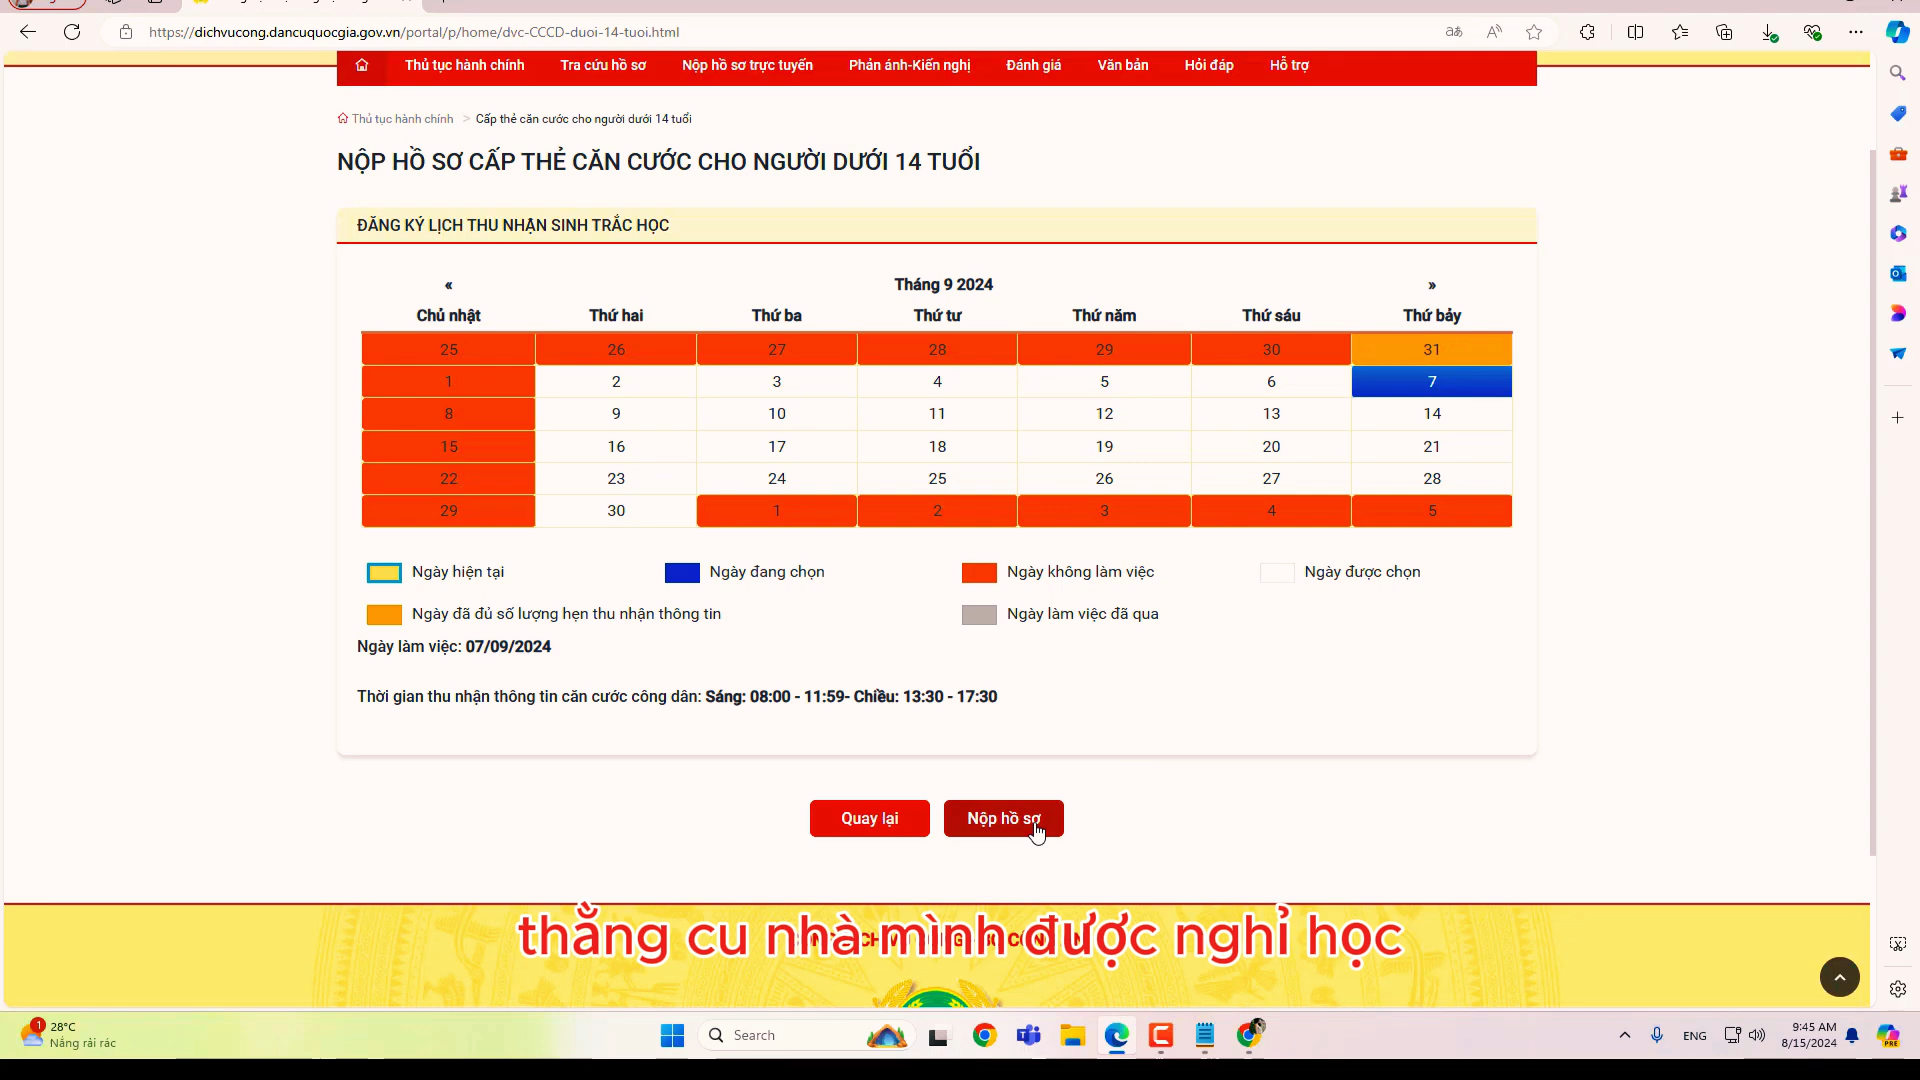 https://dichvucong.dancuquocgia.gov.vn/portal/p/home/dvc-CCCD-duoi-14-tuoi.html
Thủ tục hành chính Tra cứu hồ sơ Nộp hồ sơ trực tuyến Phản ánh-Kiến nghị Đánh giá Văn bản Hỏi đáp Hỗ trợ
Thủ tục hành chính > Cấp thẻ căn cước cho người dưới 14 tuổi
NỘP HỒ SƠ CẤP THẺ CĂN CƯỚC CHO NGƯỜI DƯỚI 14 TUỔI
ĐĂNG KÝ LỊCH THU NHẬN SINH TRẮC HỌC
« Tháng 9 2024 »
Chủ nhật Thứ hai Thứ ba Thứ tư Thứ năm Thứ sáu Thứ bảy
25 26 27 28 29 30 31
1 2 3 4 5 6 7
8 9 10 11 12 13 14
15 16 17 18 19 20 21
22 23 24 25 26 27 28
29 30 1 2 3 4 5
Ngày hiện tại Ngày đang chọn Ngày không làm việc Ngày được chọn
Ngày đã đủ số lượng hẹn thu nhận thông tin Ngày làm việc đã qua
Ngày làm việc: 07/09/2024
Thời gian thu nhận thông tin căn cước công dân: Sáng: 08:00 - 11:59- Chiều: 13:30 - 17:30
Quay lại Nộp hồ sơ
thằng cu nhà mình được nghỉ học
1 28°C
Nắng rải rác
Search
ENG
9:45 AM
8/15/2024
PRE